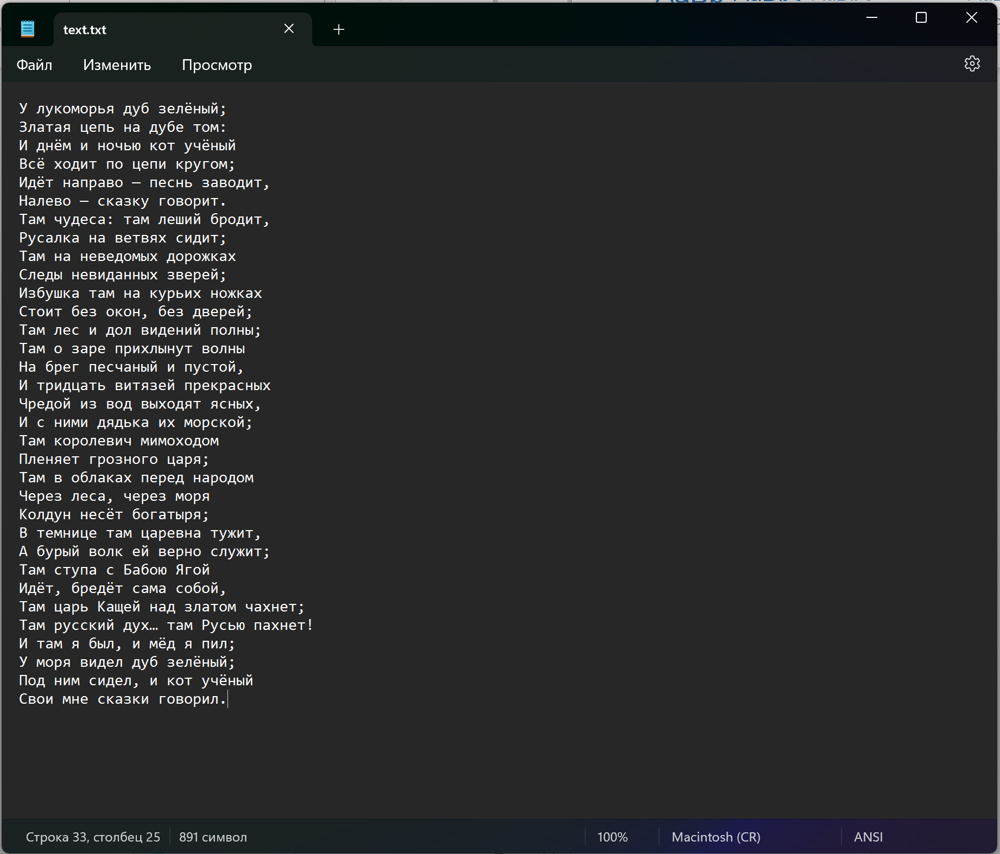 text.txt
Файл Изменить Просмотр
У лукоморья дуб зелёный;
Златая цепь на дубе том:
И днём и ночью кот учёный
Всё ходит по цепи кругом;
Идёт направо — песнь заводит,
Налево — сказку говорит.
Там чудеса: там леший бродит,
Русалка на ветвях сидит;
Там на неведомых дорожках
Следы невиданных зверей;
Избушка там на курьих ножках
Стоит без окон, без дверей;
Там лес и дол видений полны;
Там о заре прихлынут волны
На брег песчаный и пустой,
И тридцать витязей прекрасных
Чредой из вод выходят ясных,
И с ними дядька их морской;
Там королевич мимоходом
Пленяет грозного царя;
Там в облаках перед народом
Через леса, через моря
Колдун несёт богатыря;
В темнице там царевна тужит,
А бурый волк ей верно служит;
Там ступа с Бабою Ягой
Идёт, бредёт сама собой,
Там царь Кащей над златом чахнет;
Там русский дух… там Русью пахнет!
И там я был, и мёд я пил;
У моря видел дуб зелёный;
Под ним сидел, и кот учёный
Свои мне сказки говорил.
Строка 33, столбец 25 891 символ 100% Macintosh (CR) ANSI